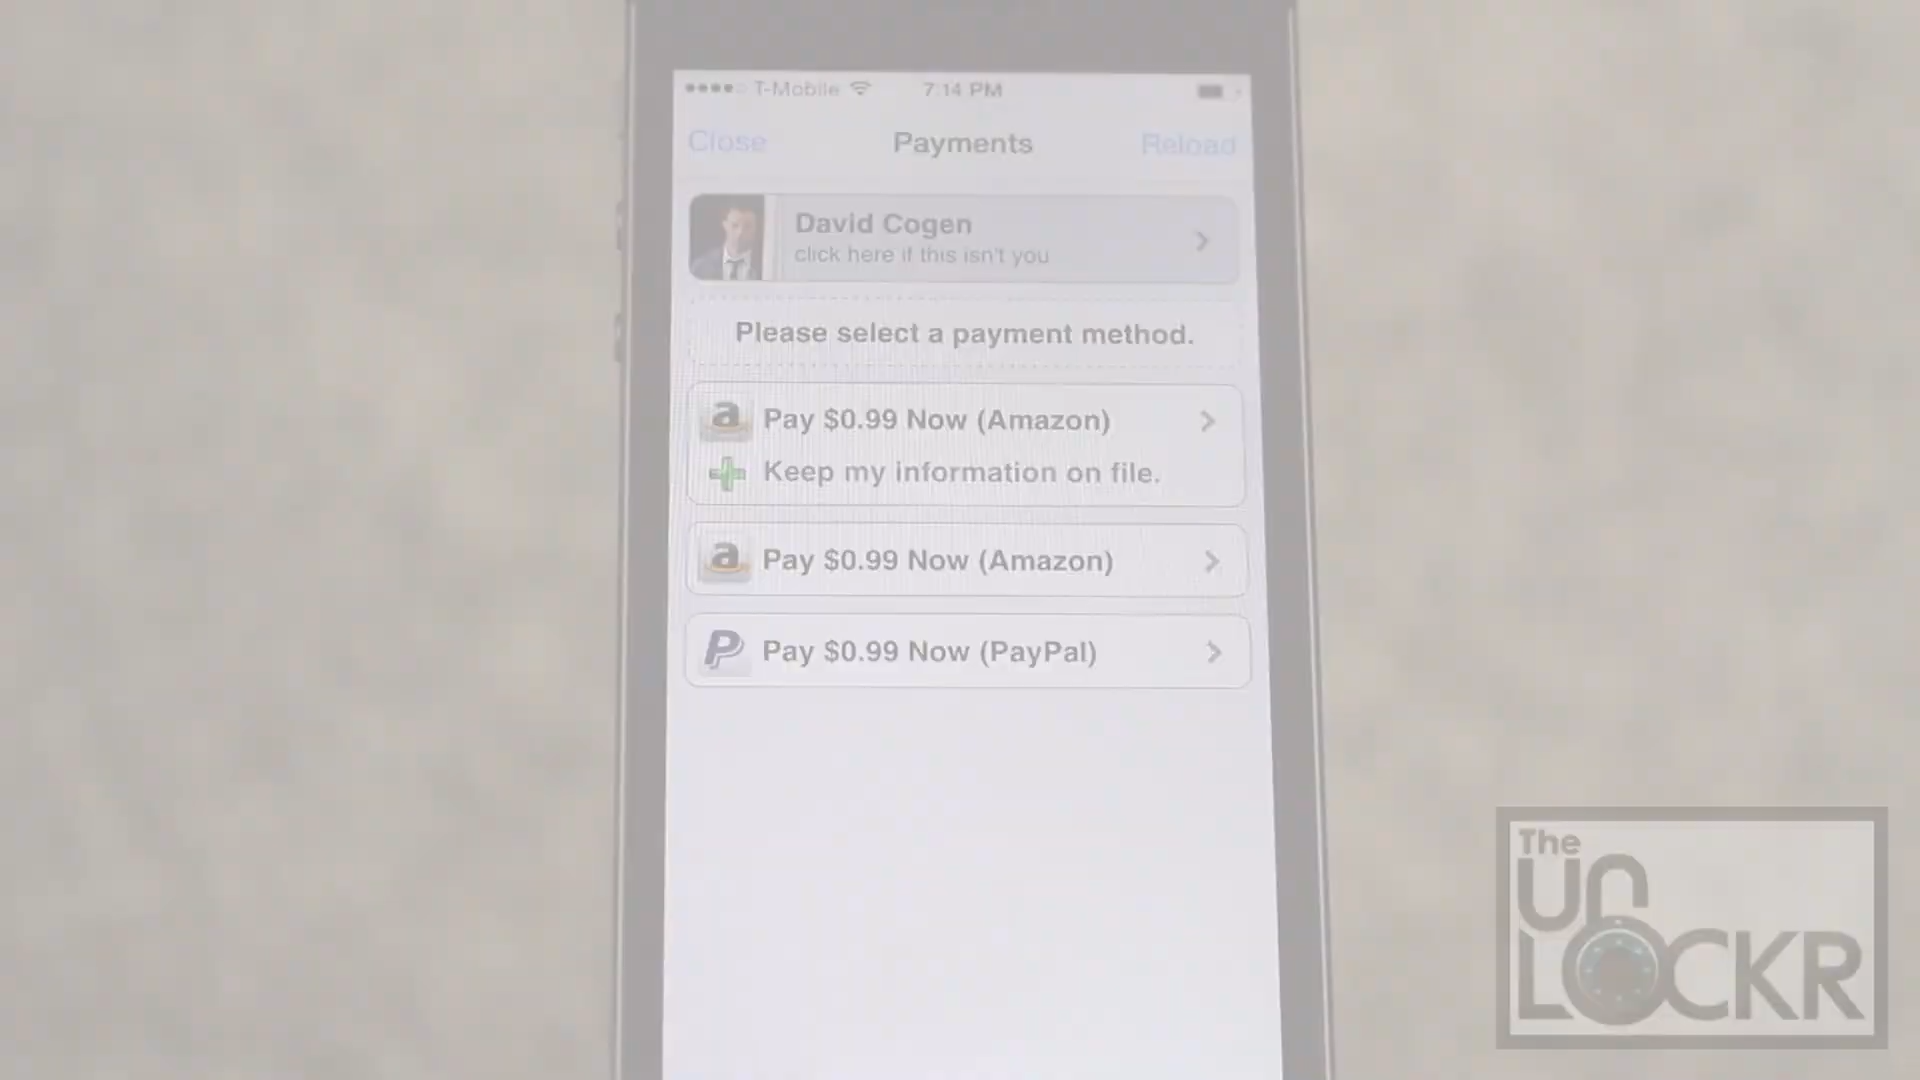 T-Mobile 7:14 PM
Close Payments Reload
David Cogen
click here if this isn't you
Please select a payment method.
Pay $0.99 Now (Amazon)
Keep my information on file.
Pay $0.99 Now (Amazon)
Pay $0.99 Now (PayPal)
The
UN
LOCKR